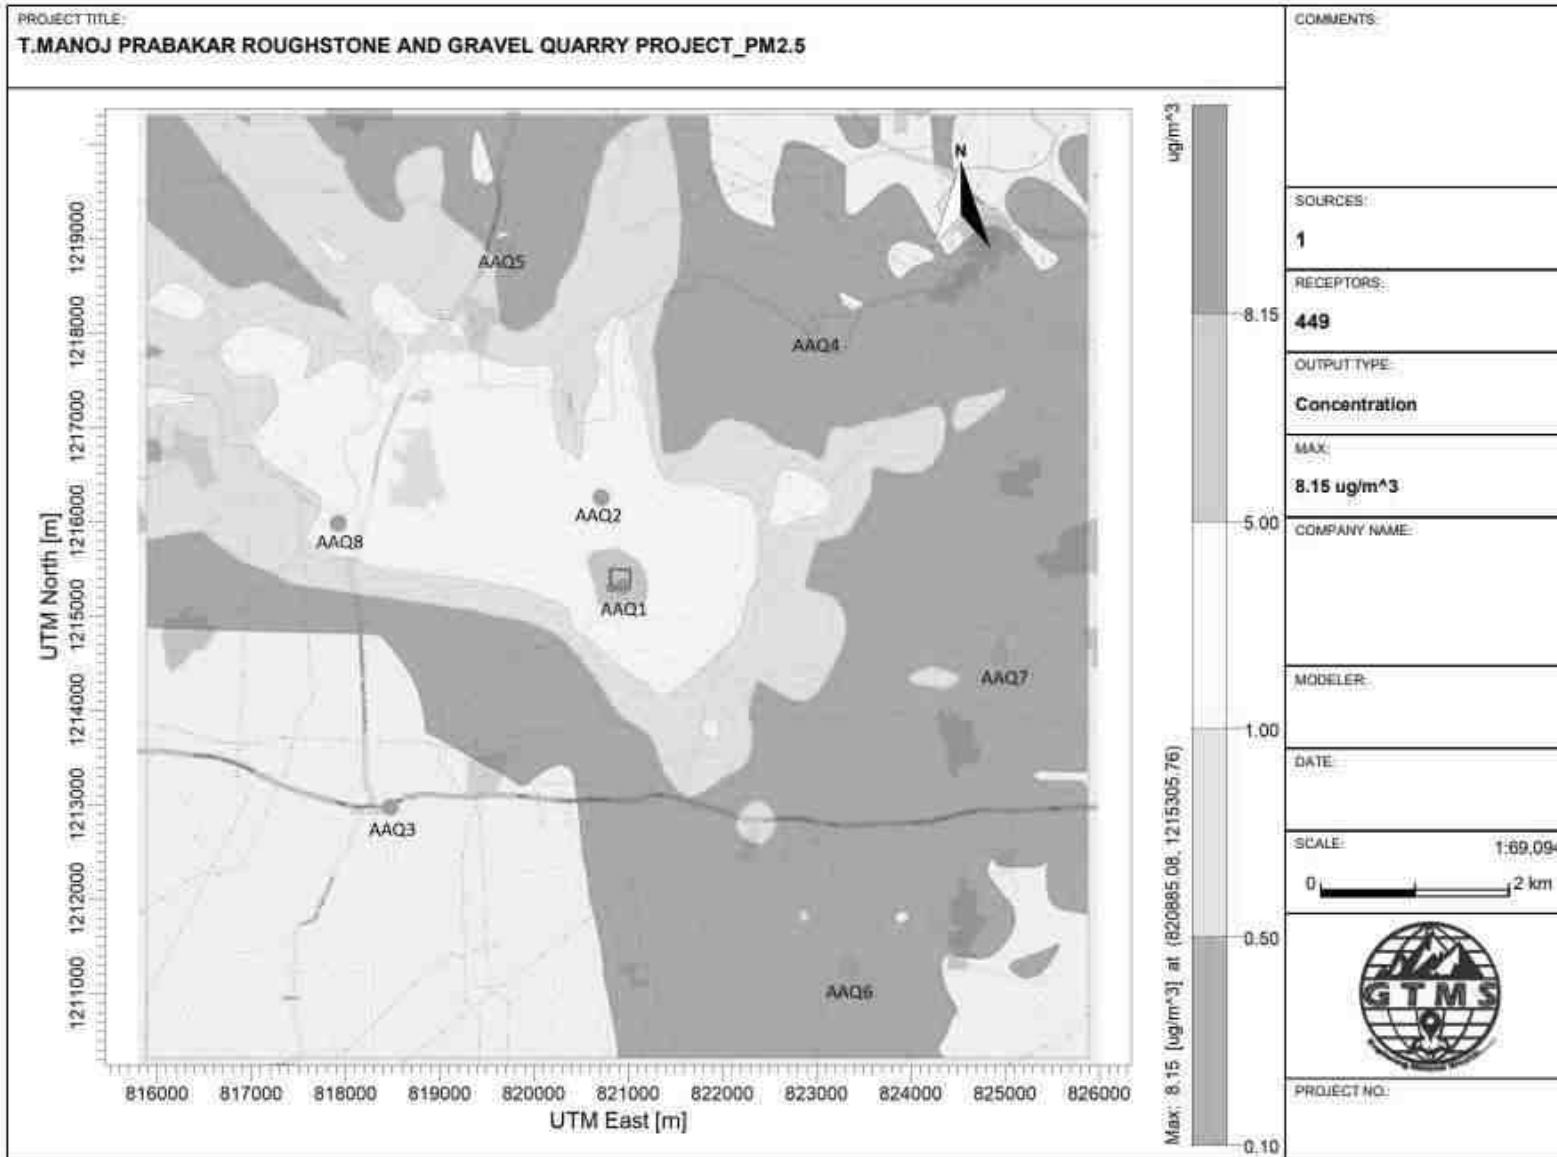 PROJECT TITLE:
T.MANOJ PRABAKAR ROUGHSTONE AND GRAVEL QUARRY PROJECT_PM2.5
COMMENTS:
SOURCES:
1
RECEPTORS:
449
OUTPUT TYPE:
Concentration
MAX:
8.15 ug/m^3
COMPANY NAME:
MODELER:
DATE:
SCALE:
1:69,094
0
2 km
GTMS
PROJECT NO.:
N
AAQ5
AAQ4
AAQ2
AAQ8
AAQ1
AAQ7
AAQ3
AAQ6
UTM North [m]
1219000
1218000
1217000
1216000
1215000
1214000
1213000
1212000
1211000
816000 817000 818000 819000 820000 821000 822000 823000 824000 825000 826000
UTM East [m]
ug/m^3
8.15
5.00
1.00
0.50
0.10
Max: 8.15 [ug/m^3] at (820885.08, 1215305.76)